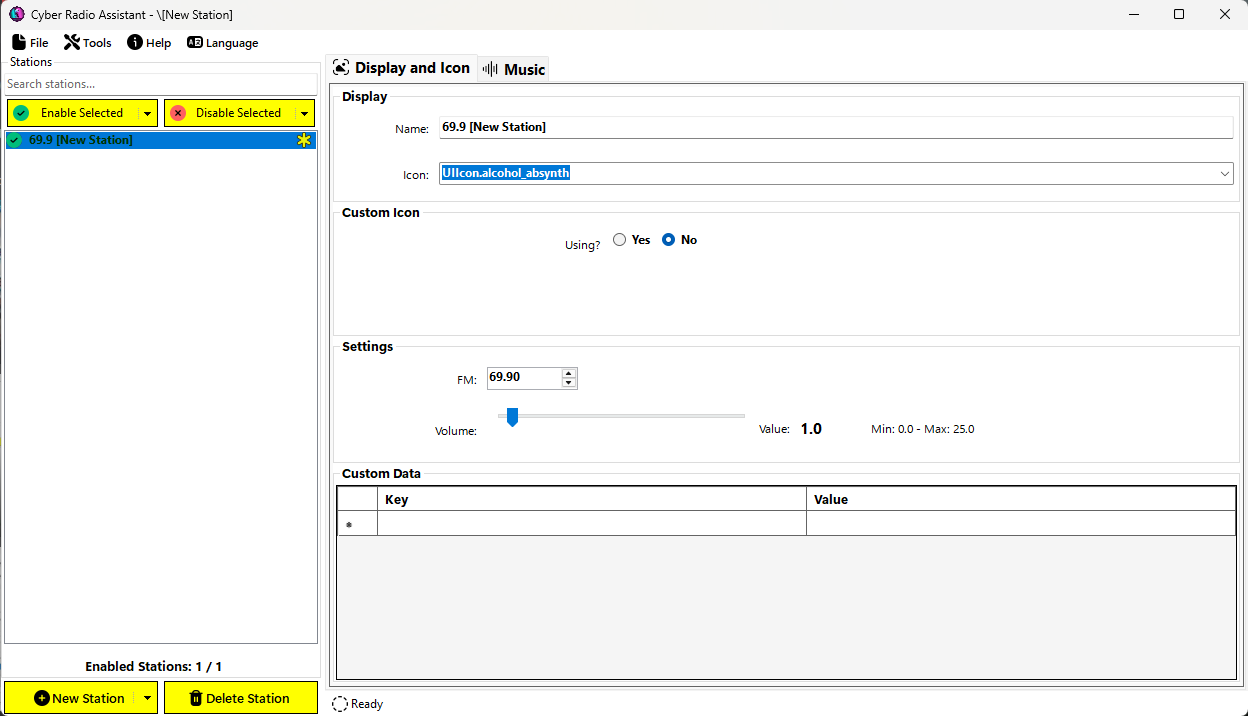 Cyber Radio Assistant - \[New Station]
File Tools Help Language
Stations
Search stations...
Enable Selected Disable Selected
69.9 [New Station]
Enabled Stations: 1 / 1
New Station Delete Station
Display and Icon Music
Display
Name: 69.9 [New Station]
Icon: UIIcon.alcohol_absynth
Custom Icon
Using? Yes No
Settings
FM: 69.90
Volume: Value: 1.0 Min: 0.0 - Max: 25.0
Custom Data
Key Value
Ready